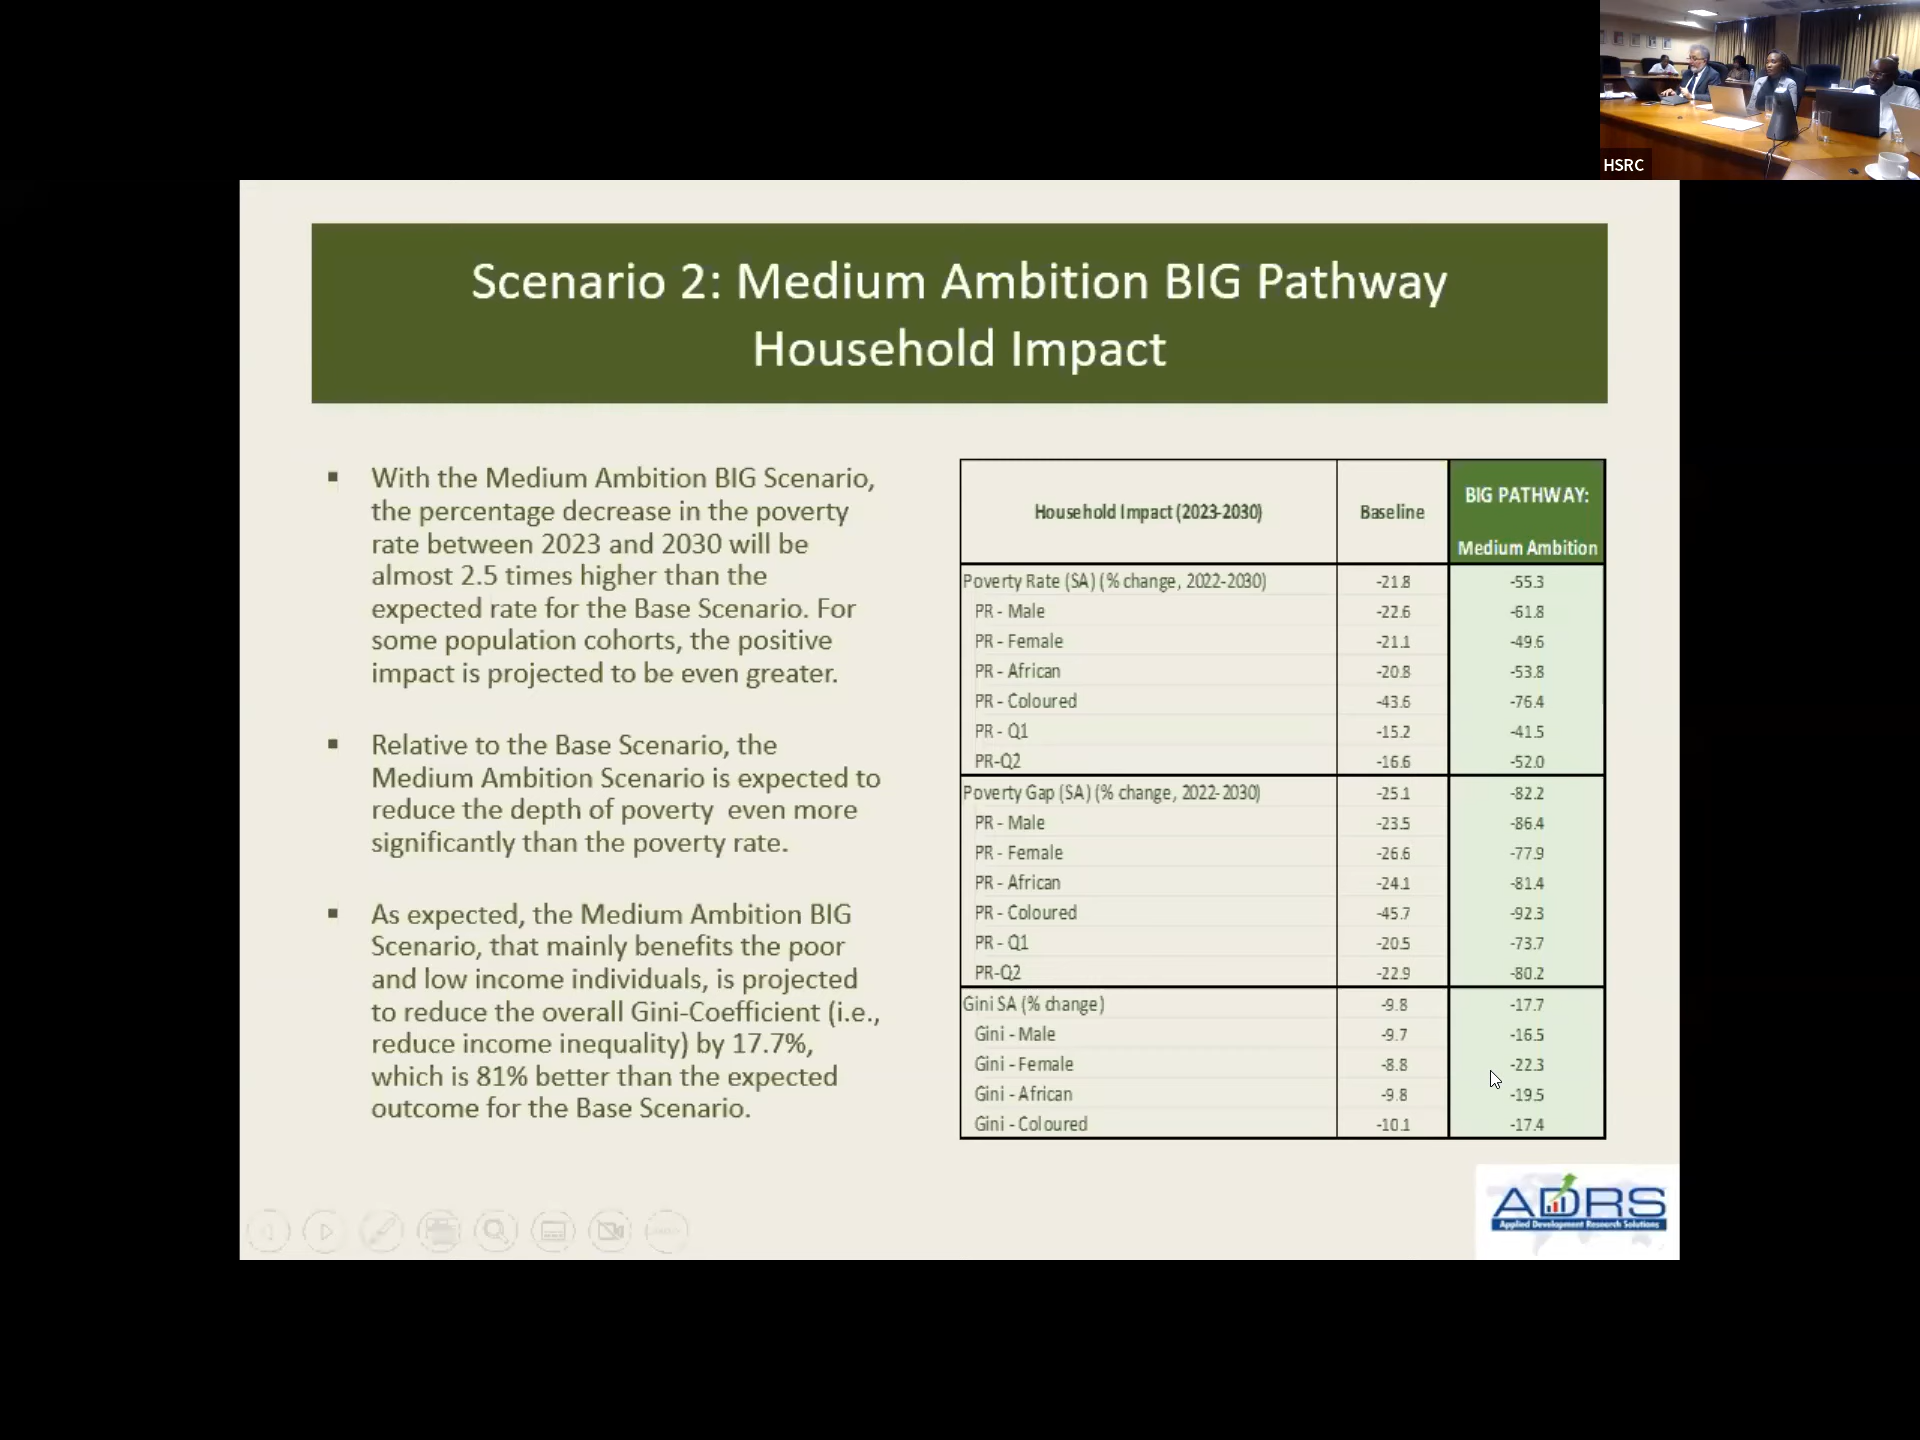 HSRC
Scenario 2: Medium Ambition BIG Pathway
Household Impact
▪ With the Medium Ambition BIG Scenario,
the percentage decrease in the poverty
rate between 2023 and 2030 will be
almost 2.5 times higher than the
expected rate for the Base Scenario. For
some population cohorts, the positive
impact is projected to be even greater.
▪ Relative to the Base Scenario, the
Medium Ambition Scenario is expected to
reduce the depth of poverty even more
significantly than the poverty rate.
▪ As expected, the Medium Ambition BIG
Scenario, that mainly benefits the poor
and low income individuals, is projected
to reduce the overall Gini-Coefficient (i.e.,
reduce income inequality) by 17.7%,
which is 81% better than the expected
outcome for the Base Scenario.
Household Impact (2023-2030) Baseline BIG PATHWAY:
Medium Ambition
Poverty Rate (SA) (% change, 2022-2030) -21.8 -55.3
PR - Male -22.6 -61.8
PR - Female -21.1 -49.6
PR - African -20.8 -53.8
PR - Coloured -43.6 -76.4
PR - Q1 -15.2 -41.5
PR-Q2 -16.6 -52.0
Poverty Gap (SA) (% change, 2022-2030) -25.1 -82.2
PR - Male -23.5 -86.4
PR - Female -26.6 -77.9
PR - African -24.1 -81.4
PR - Coloured -45.7 -92.3
PR - Q1 -20.5 -73.7
PR-Q2 -22.9 -80.2
Gini SA (% change) -9.8 -17.7
Gini - Male -9.7 -16.5
Gini - Female -8.8 -22.3
Gini - African -9.8 -19.5
Gini - Coloured -10.1 -17.4
ADRS
Applied Development Research Solutions